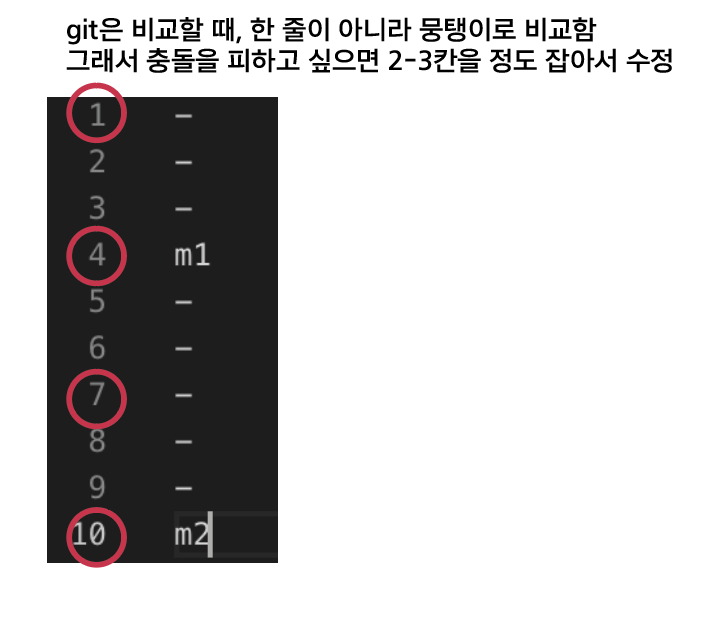 git은 비교할 때, 한 줄이 아니라 뭉탱이로 비교함
그래서 충돌을 피하고 싶으면 2-3칸을 정도 잡아서 수정
1 -
2 -
3 -
4 m1
5 -
6 -
7 -
8 -
9 -
10 m2